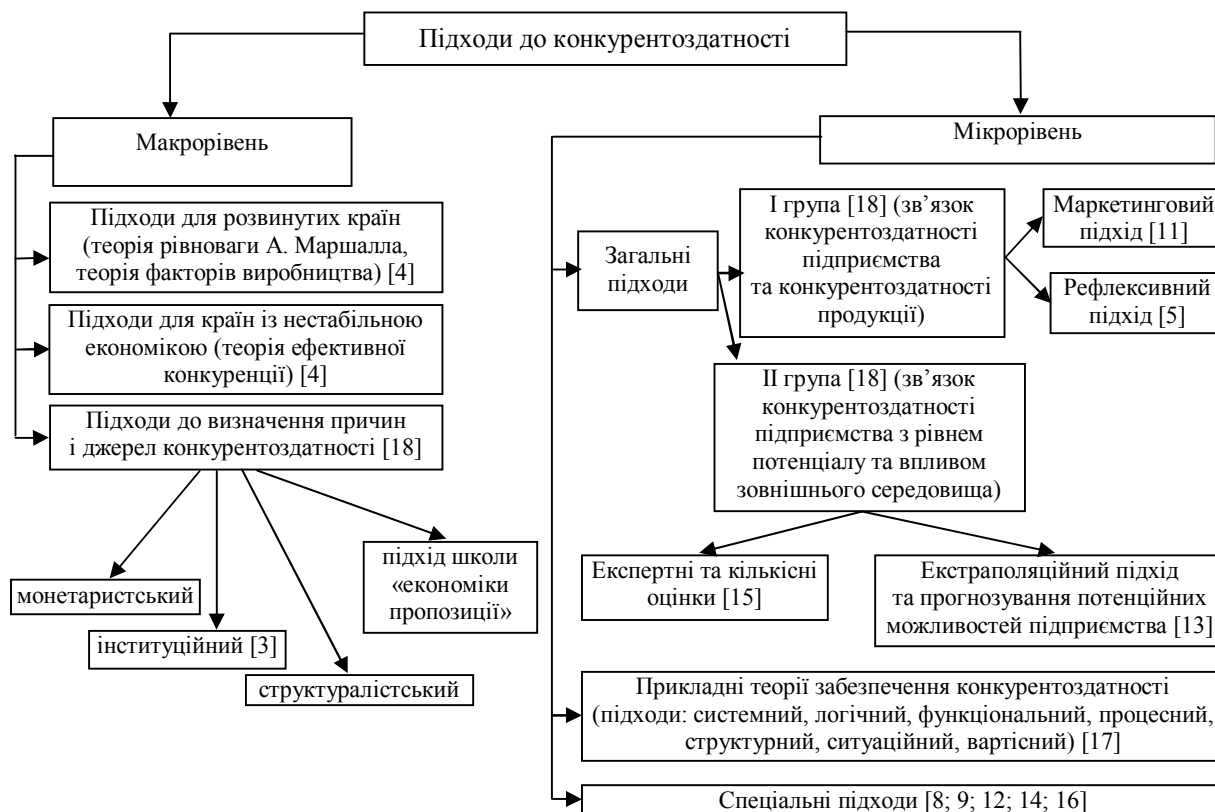 Підходи до конкурентоздатності
Макрорівень
Підходи для розвинутих країн
(теорія рівноваги А. Маршалла,
теорія факторів виробництва) [4]
Підходи для країн із нестабільною
економікою (теорія ефективної
конкуренції) [4]
Підходи до визначення причин
і джерел конкурентоздатності [18]
монетаристський
інституційний [3]
структуралістський
підхід школи
«економіки
пропозиції»
Мікрорівень
Загальні
підходи
І група [18] (зв’язок
конкурентоздатності
підприємства
та конкурентоздатності
продукції)
Маркетинговий
підхід [11]
Рефлексивний
підхід [5]
ІІ група [18] (зв’язок
конкурентоздатності
підприємства з рівнем
потенціалу та впливом
зовнішнього середовища)
Експертні та кількісні
оцінки [15]
Екстраполяційний підхід
та прогнозування потенційних
можливостей підприємства [13]
Прикладні теорії забезпечення конкурентоздатності
(підходи: системний, логічний, функціональний, процесний,
структурний, ситуаційний, вартісний) [17]
Спеціальні підходи [8; 9; 12; 14; 16]